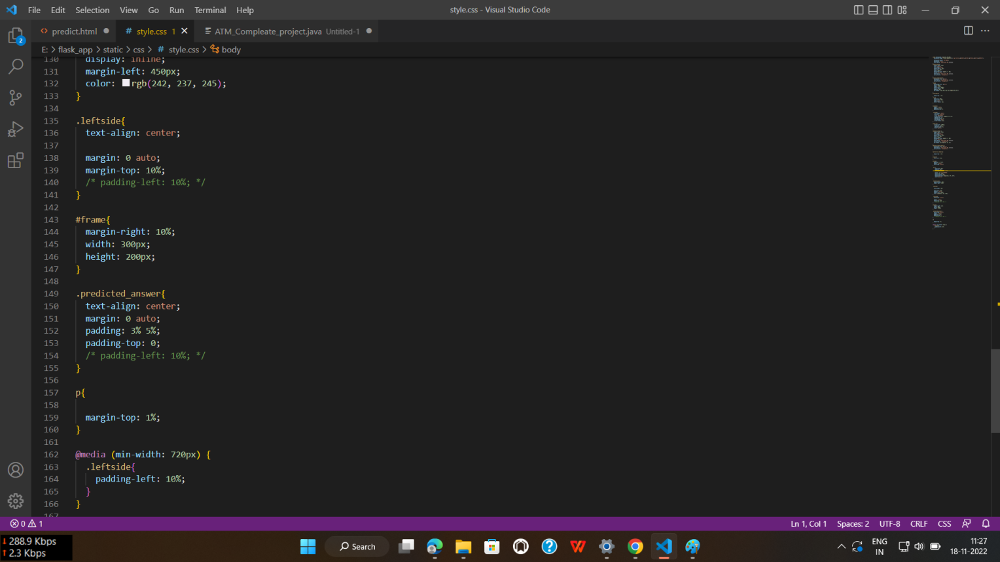 File Edit Selection View Go Run Terminal Help
style.css - Visual Studio Code
predict.html
# style.css 1
ATM_Compleate_project.java Untitled-1
E: > flask_app > static > css > # style.css > body
130 display: inline;
131 margin-left: 450px;
132 color: rgb(242, 237, 245);
133 }
134
135 .leftside{
136 text-align: center;
137
138 margin: 0 auto;
139 margin-top: 10%;
140 /* padding-left: 10%; */
141 }
142
143 #frame{
144 margin-right: 10%;
145 width: 300px;
146 height: 200px;
147 }
148
149 .predicted_answer{
150 text-align: center;
151 margin: 0 auto;
152 padding: 3% 5%;
153 padding-top: 0;
154 /* padding-left: 10%; */
155 }
156
157 p{
158
159 margin-top: 1%;
160 }
161
162 @media (min-width: 720px) {
163 .leftside{
164 padding-left: 10%;
165 }
166 }
167
2
0 1
Ln 1, Col 1 Spaces: 2 UTF-8 CRLF CSS
288.9 Kbps
2.3 Kbps
Search
ENG
IN
11:27
18-11-2022